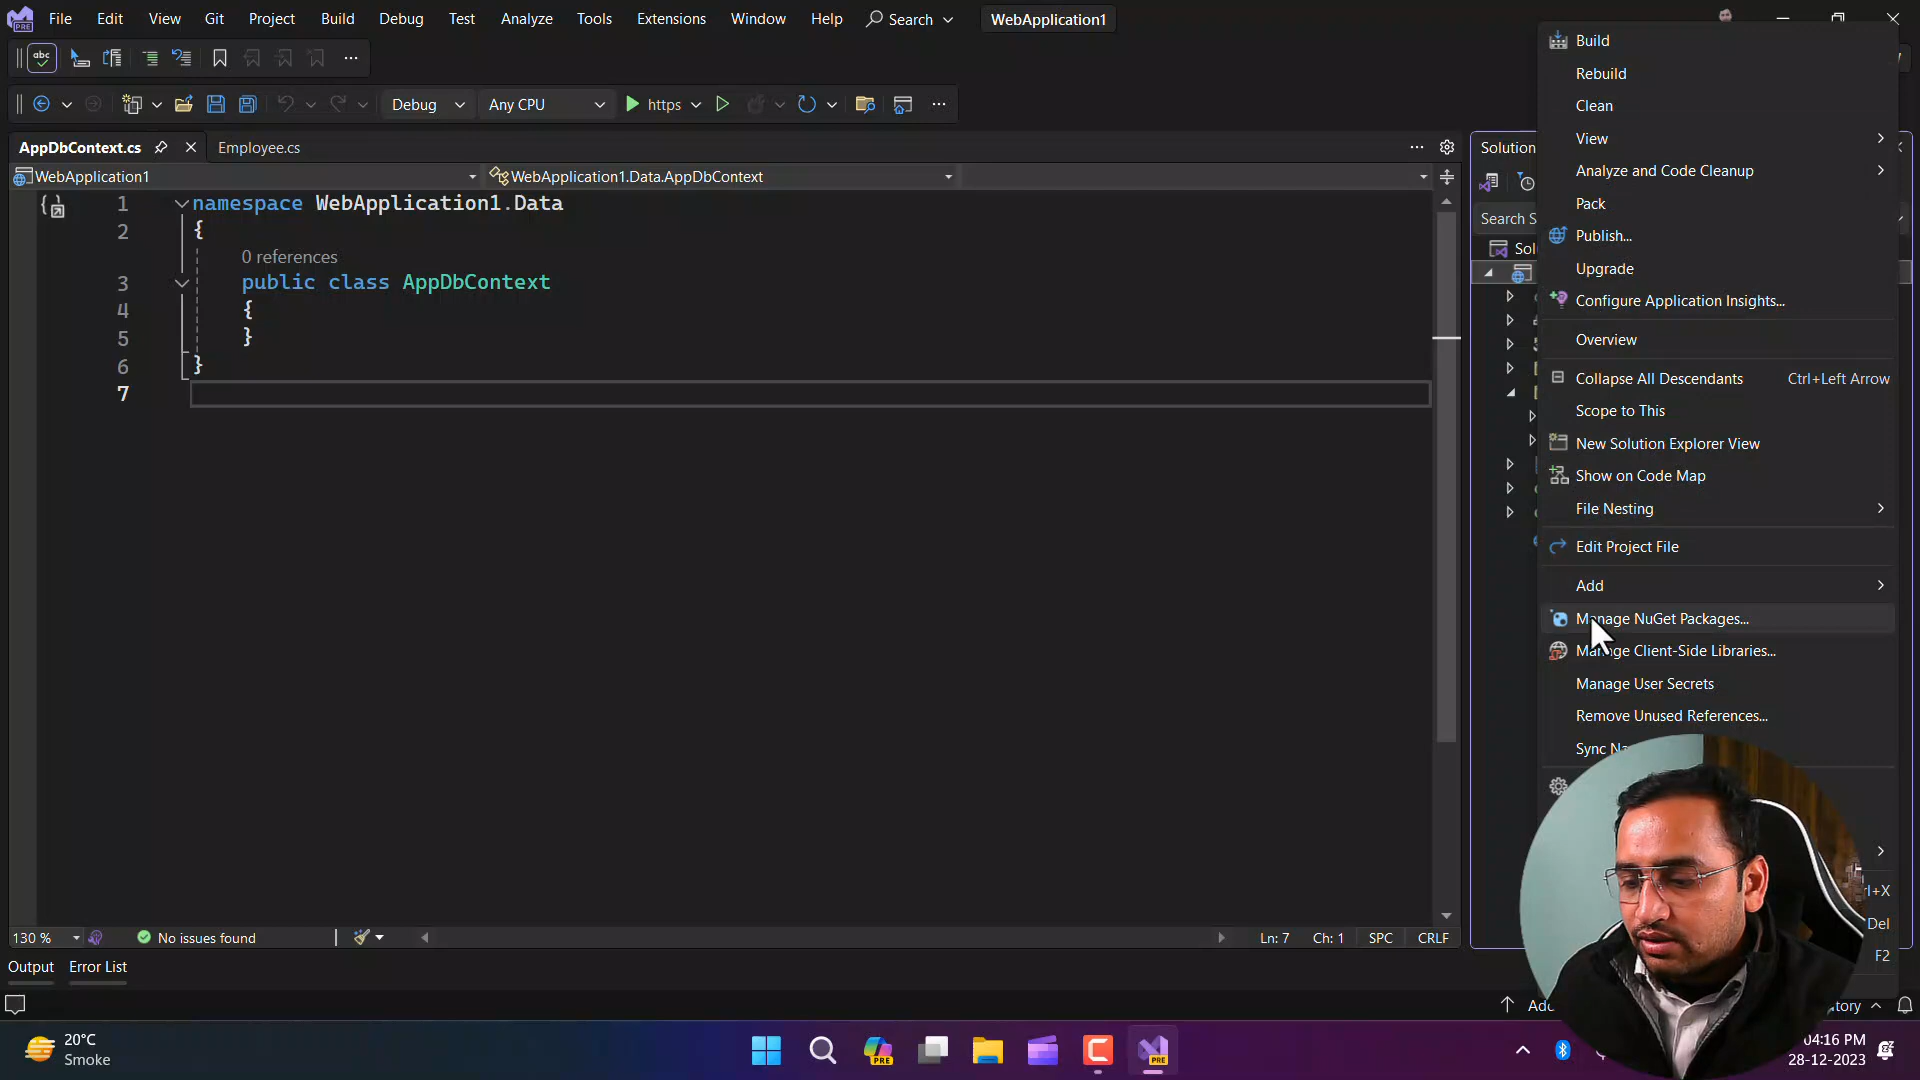 File Edit View Git Project Build Debug Test Analyze Tools Extensions Window Help Search WebApplication1
abc
Debug Any CPU https
AppDbContext.cs Employee.cs
WebApplication1 WebApplication1.Data.AppDbContext
1 namespace WebApplication1.Data
2 {
0 references
3 public class AppDbContext
4 {
5 }
6 }
7
130 % No issues found Ln: 7 Ch: 1 SPC CRLF
Output Error List
Solution
Search S
Build
Rebuild
Clean
View
Analyze and Code Cleanup
Pack
Publish...
Upgrade
Configure Application Insights...
Overview
Collapse All Descendants Ctrl+Left Arrow
Scope to This
New Solution Explorer View
Show on Code Map
File Nesting
Edit Project File
Add
Manage NuGet Packages...
Manage Client-Side Libraries...
Manage User Secrets
Remove Unused References...
Sync
Del
F2
20°C
Smoke
PRE
PRE
04:16 PM
28-12-2023